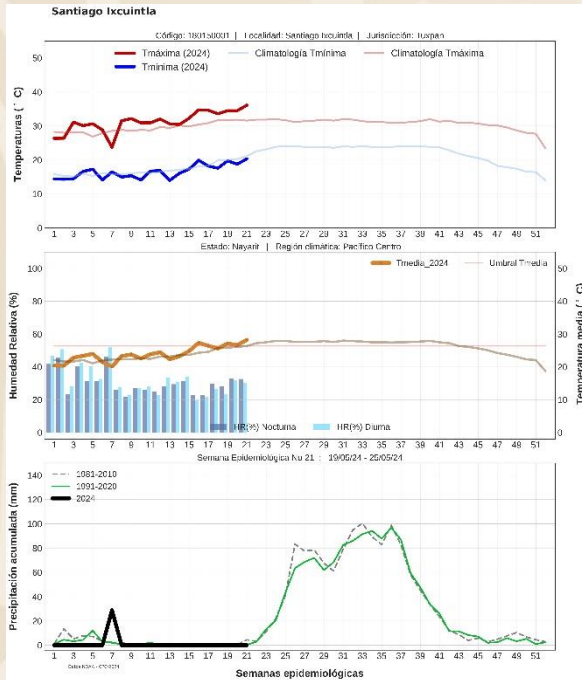 Santiago Ixcuintla
Código: 180150001 | Localidad: Santiago Ixcuintla | Jurisdicción: Tuxpan
Tmáxima (2024)
Climatología Tmínima
Climatología Tmáxima
Tminima (2024)
Temperaturas (° C)
50
40
30
20
10
0
1 3 5 7 9 11 13 15 17 19 21 23 25 27 29 31 33 35 37 39 41 43 45 47 49 51
Estado: Nayarit | Región climática: Pacífico Centro
Tmedia_2024
Umbral Tmedia
Humedad Relativa (%)
100
80
60
40
20
0
Temperatura media (° C)
50
40
30
20
10
0
HR(%) Nocturna
HR(%) Diurna
1 3 5 7 9 11 13 15 17 19 21 23 25 27 29 31 33 35 37 39 41 43 45 47 49 51
Semana Epidemiológica No 21 : 19/05/24 - 25/05/24
1981-2010
1991-2020
2024
Precipitación acumulada (mm)
140
120
100
80
60
40
20
0
1 3 5 7 9 11 13 15 17 19 21 23 25 27 29 31 33 35 37 39 41 43 45 47 49 51
Semanas epidemiológicas